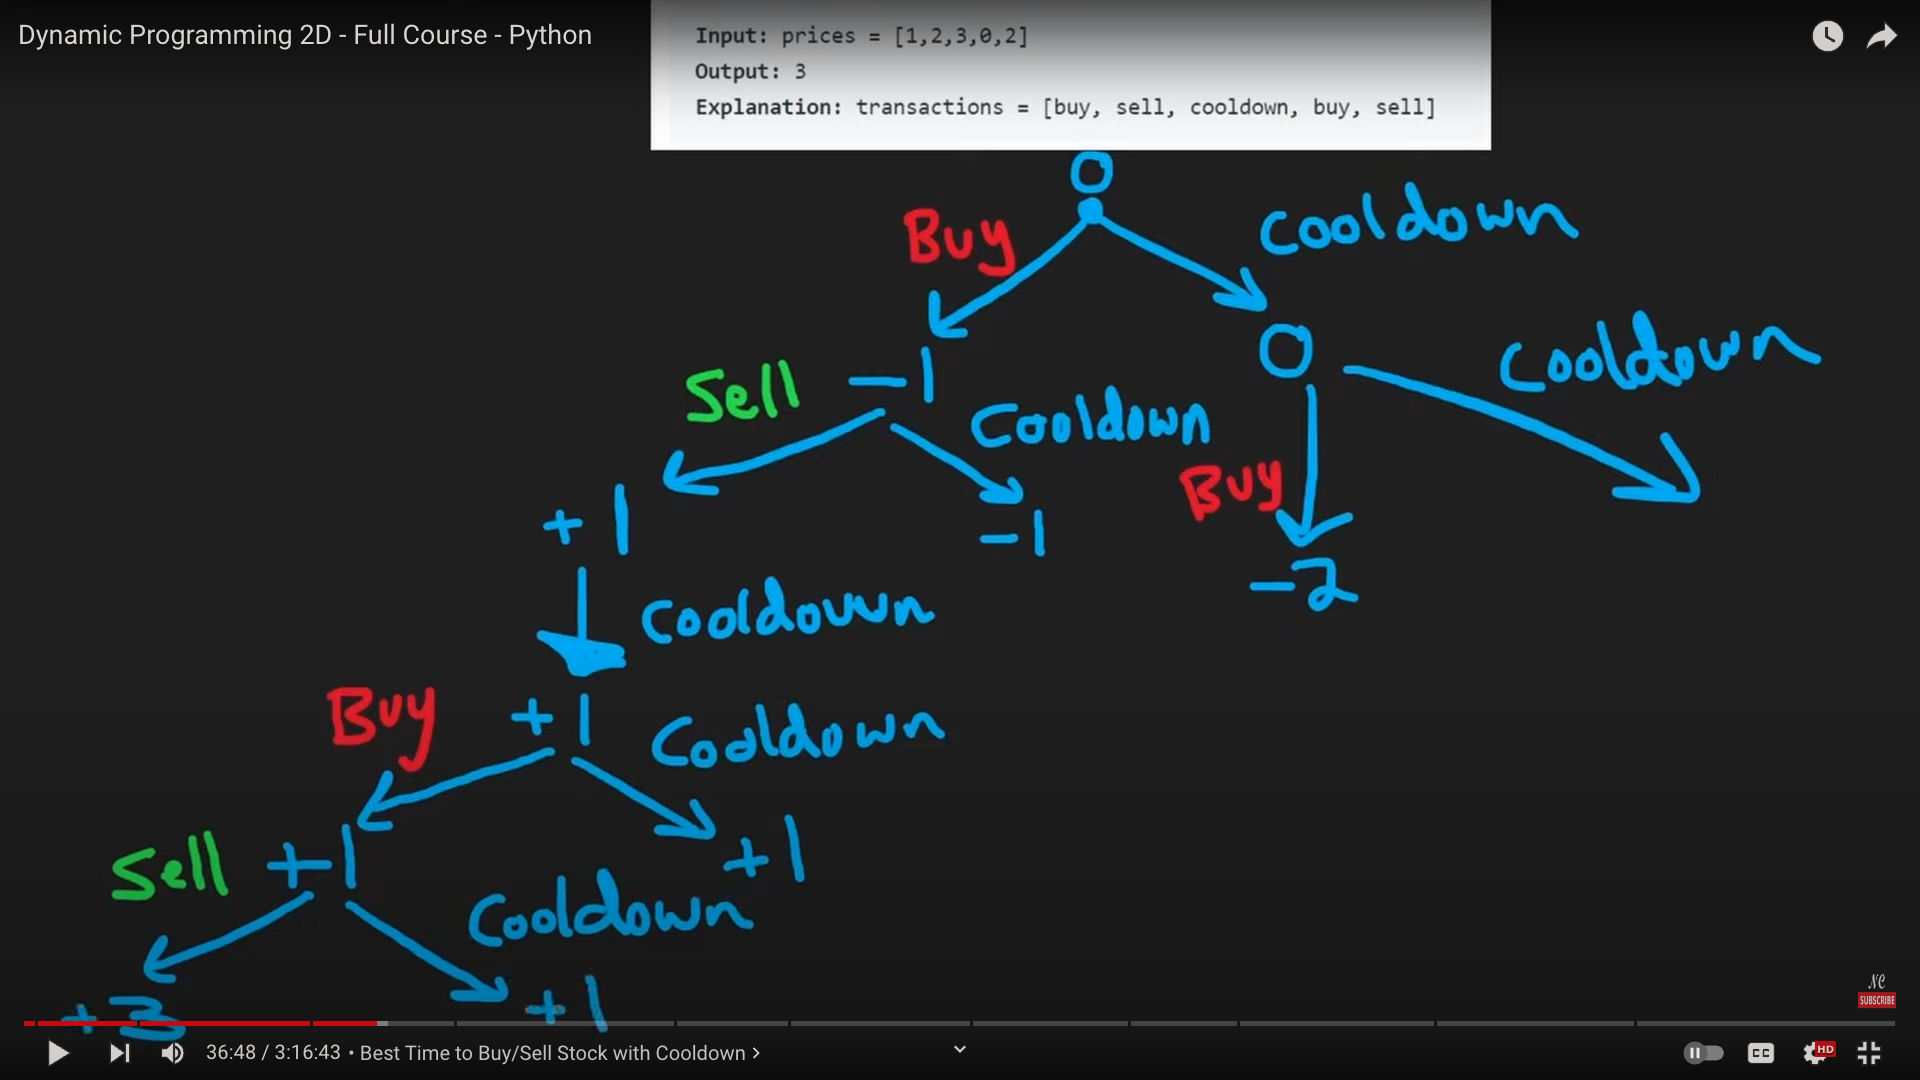 Dynamic Programming 2D - Full Course - Python
Input: prices = [1,2,3,0,2]
Output: 3
Explanation: transactions = [buy, sell, cooldown, buy, sell]
0
Buy
Cooldown
Sell
-1
Cooldown
0
Cooldown
+1
-1
Buy
-2
Cooldown
Buy
+1
Cooldown
Sell
+1
Cooldown
+1
+3
+1
NC
SUBSCRIBE
36:48 / 3:16:43 • Best Time to Buy/Sell Stock with Cooldown >
CC
HD